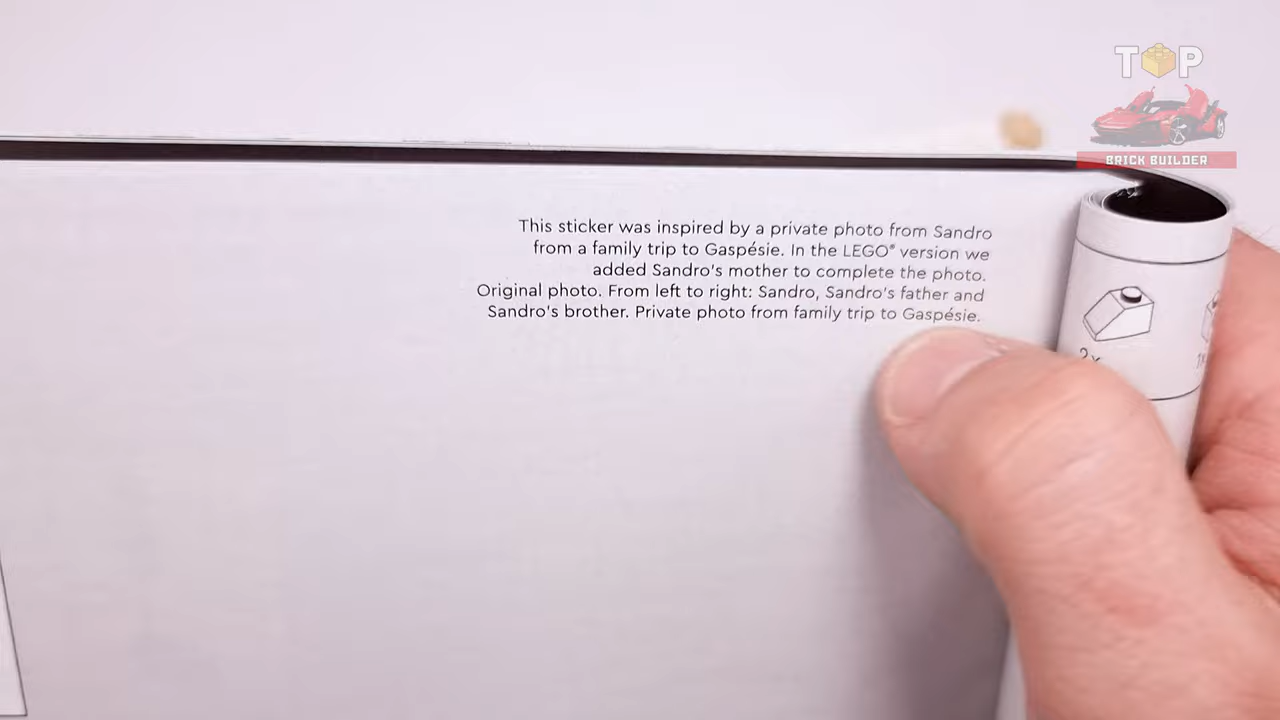 TOP
BRICK BUILDER
This sticker was inspired by a private photo from Sandro
from a family trip to Gaspésie. In the LEGO® version we
added Sandro's mother to complete the photo.
Original photo. From left to right: Sandro, Sandro's father and
Sandro's brother. Private photo from family trip to Gaspésie.
2x